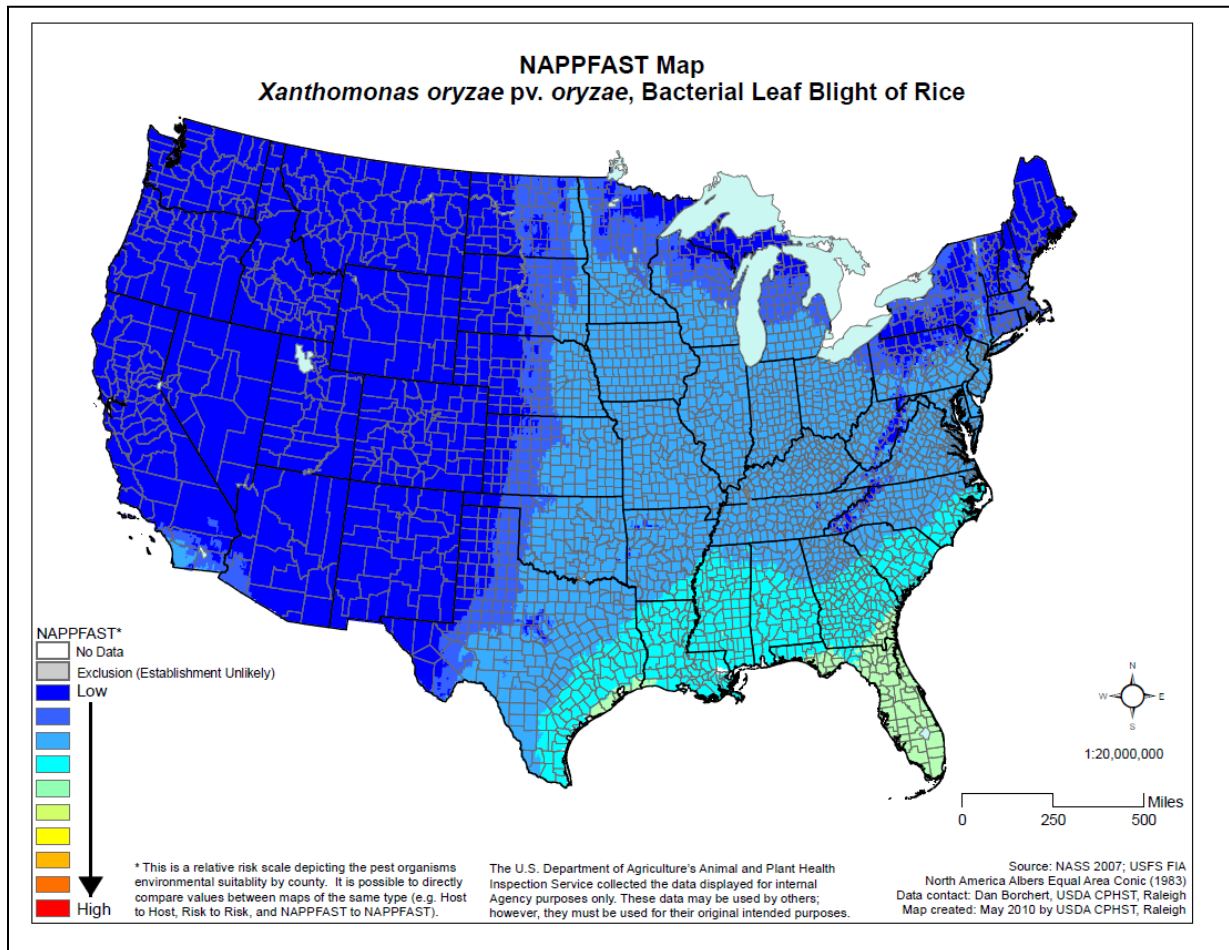 NAPPFAST Map
Xanthomonas oryzae pv. oryzae, Bacterial Leaf Blight of Rice
NAPPFAST*
No Data
Exclusion (Establishment Unlikely)
Low
High
N
W E
S
1:20,000,000
Miles
0 250 500
* This is a relative risk scale depicting the pest organisms
environmental suitablity by county. It is possible to directly
compare values between maps of the same type (e.g. Host
to Host, Risk to Risk, and NAPPFAST to NAPPFAST).
The U.S. Department of Agriculture's Animal and Plant Health
Inspection Service collected the data displayed for internal
Agency purposes only. These data may be used by others;
however, they must be used for their original intended purposes.
Source: NASS 2007; USFS FIA
North America Albers Equal Area Conic (1983)
Data contact: Dan Borchert, USDA CPHST, Raleigh
Map created: May 2010 by USDA CPHST, Raleigh